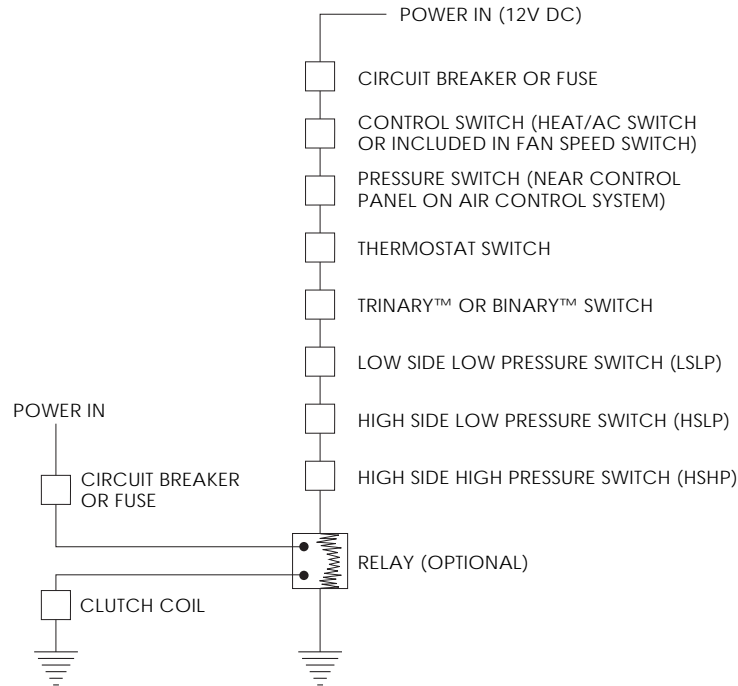 POWER IN (12V DC)
CIRCUIT BREAKER OR FUSE
CONTROL SWITCH (HEAT/AC SWITCH
OR INCLUDED IN FAN SPEED SWITCH)
PRESSURE SWITCH (NEAR CONTROL
PANEL ON AIR CONTROL SYSTEM)
THERMOSTAT SWITCH
TRINARY™ OR BINARY™ SWITCH
LOW SIDE LOW PRESSURE SWITCH (LSLP)
HIGH SIDE LOW PRESSURE SWITCH (HSLP)
HIGH SIDE HIGH PRESSURE SWITCH (HSHP)
RELAY (OPTIONAL)
POWER IN
CIRCUIT BREAKER
OR FUSE
CLUTCH COIL